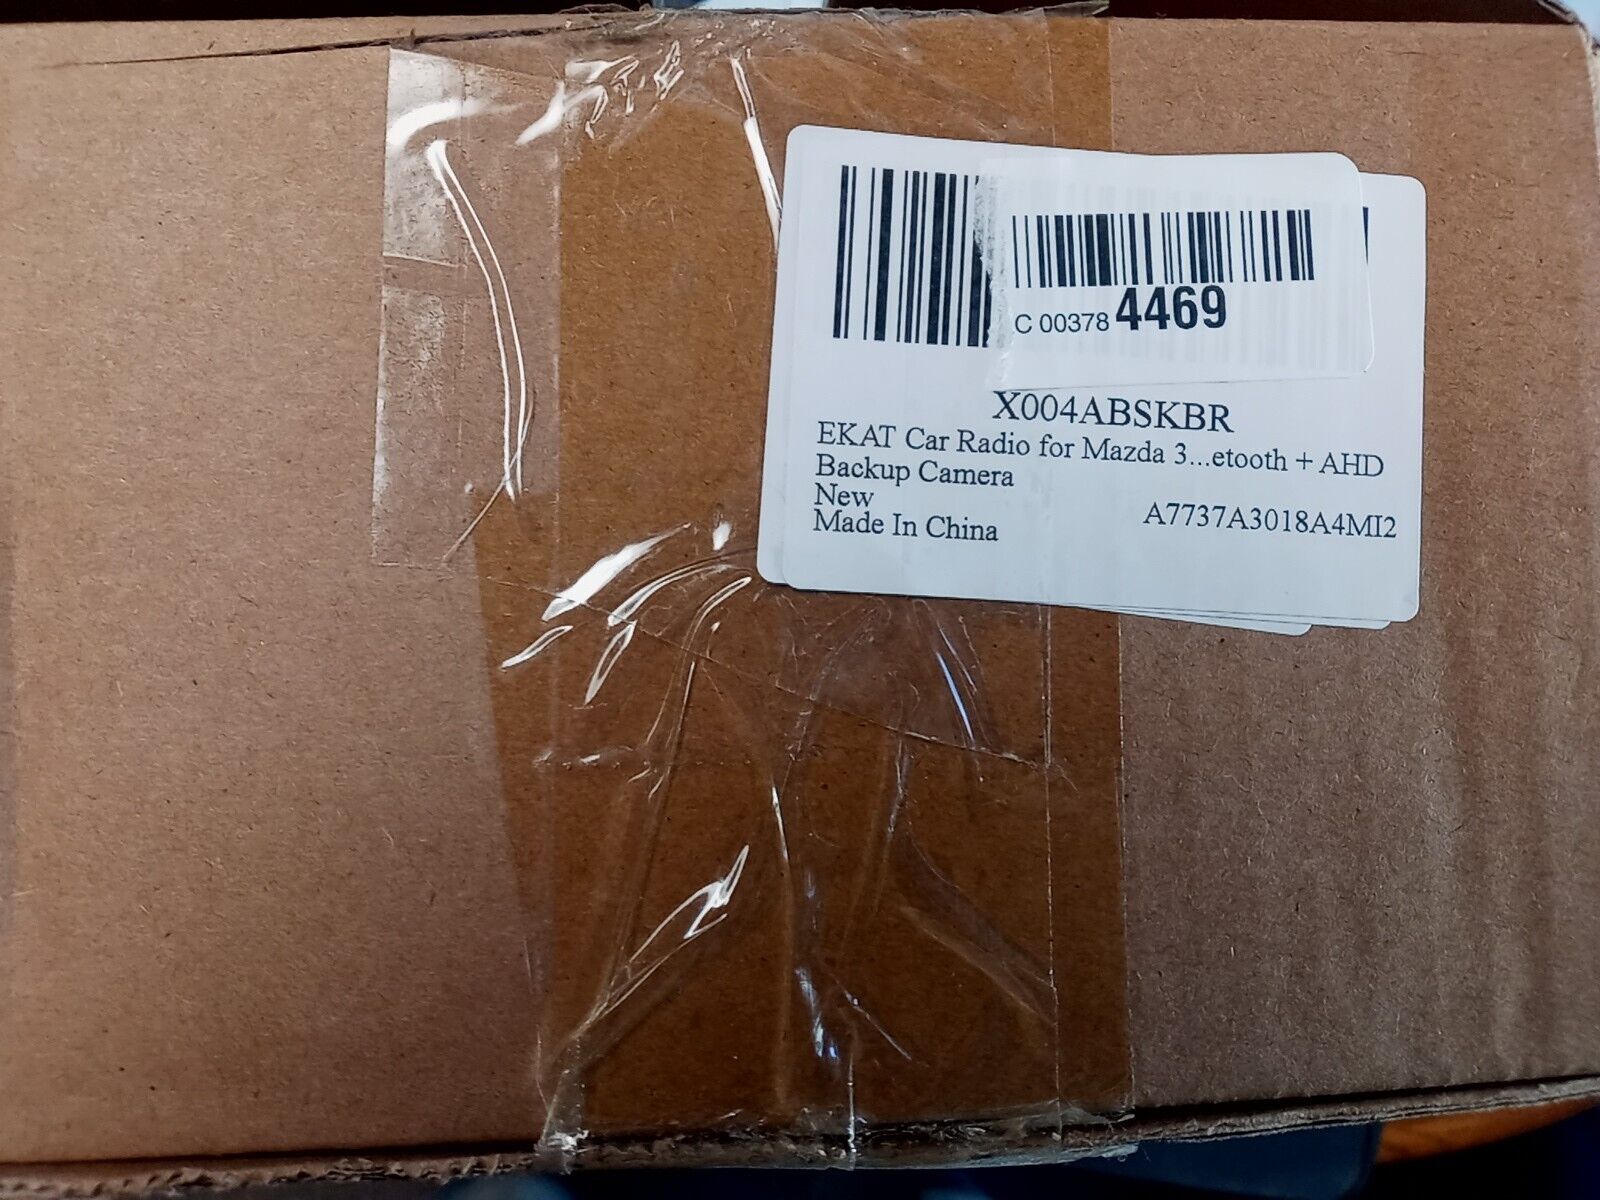 C 00378 4469
X004ABSKBR
EKAT Car Radio for Mazda 3...etooth + AHD
Backup Camera
New
Made In China
A7737A3018A4MI2